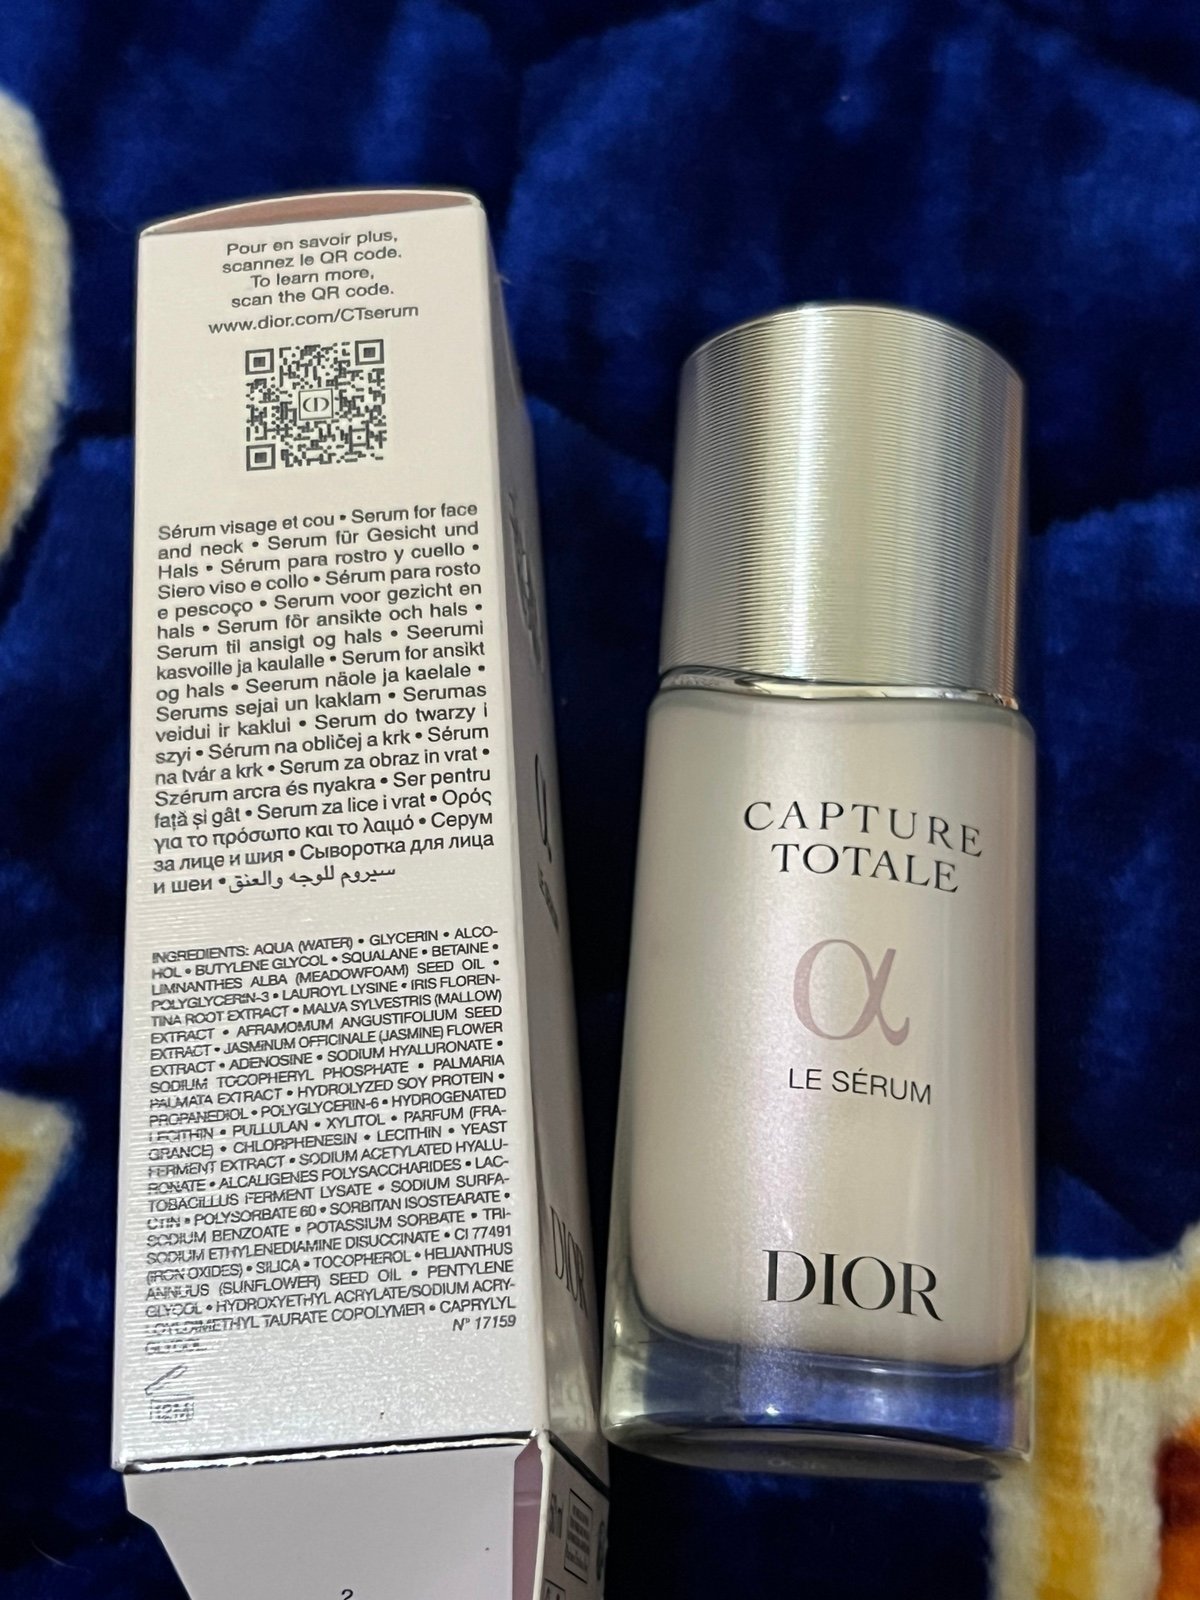 Pour en savoir plus,
scannez le QR code.
To learn more,
scan the QR code.
www.dior.com/CTserum
Sérum visage et cou • Serum for face
and neck • Serum für Gesicht und
Hals • Sérum para rostro y cuello •
Siero viso e collo • Sérum para rosto
e pescoço • Serum voor gezicht en
hals • Serum för ansikte och hals •
Serum til ansigt og hals • Seerumi
kasvoille ja kaulalle • Serum for ansikt
og hals • Seerum näole ja kaelale •
Serums sejai un kaklam • Serumas
veidui ir kaklui • Serum do twarzy i
szyi • Sérum na obličej a krk • Sérum
na tvár a krk • Serum za obraz in vrat •
Szérum arcra és nyakra • Ser pentru
față și gât • Serum za lice i vrat • Ορός
για το πρόσωπο και το λαιμό • Серум
за лице и шия • Сыворотка для лица
и шеи • سيروم للوجه والعنق
INGREDIENTS: AQUA (WATER) • GLYCERIN • ALCO-
HOL • BUTYLENE GLYCOL • SQUALANE • BETAINE •
LIMNANTHES ALBA (MEADOWFOAM) SEED OIL •
POLYGLYCERIN-3 • LAUROYL LYSINE • IRIS FLOREN-
TINA ROOT EXTRACT • MALVA SYLVESTRIS (MALLOW)
EXTRACT • AFRAMOMUM ANGUSTIFOLIUM SEED
EXTRACT • JASMINUM OFFICINALE (JASMINE) FLOWER
EXTRACT • ADENOSINE • SODIUM HYALURONATE •
SODIUM TOCOPHERYL PHOSPHATE • PALMARIA
PALMATA EXTRACT • HYDROLYZED SOY PROTEIN •
PROPANEDIOL • POLYGLYCERIN-6 • HYDROGENATED
LECITHIN • PULLULAN • XYLITOL • PARFUM (FRA-
GRANCE) • CHLORPHENESIN • LECITHIN • YEAST
FERMENT EXTRACT • SODIUM ACETYLATED HYALU-
RONATE • ALCALIGENES POLYSACCHARIDES • LAC-
TOBACILLUS FERMENT LYSATE • SODIUM SURFA-
CTIN • POLYSORBATE 60 • SORBITAN ISOSTEARATE •
SODIUM BENZOATE • POTASSIUM SORBATE • TRI-
SODIUM ETHYLENEDIAMINE DISUCCINATE • CI 77491
(IRON OXIDES) • SILICA • TOCOPHEROL • HELIANTHUS
ANNUUS (SUNFLOWER) SEED OIL • PENTYLENE
GLYCOL • HYDROXYETHYL ACRYLATE/SODIUM ACRY-
LOYLDIMETHYL TAURATE COPOLYMER • CAPRYLYL
GLYCOL.
N° 17159
12M
2
DIOR
CAPTURE
TOTALE
α
LE SÉRUM
DIOR